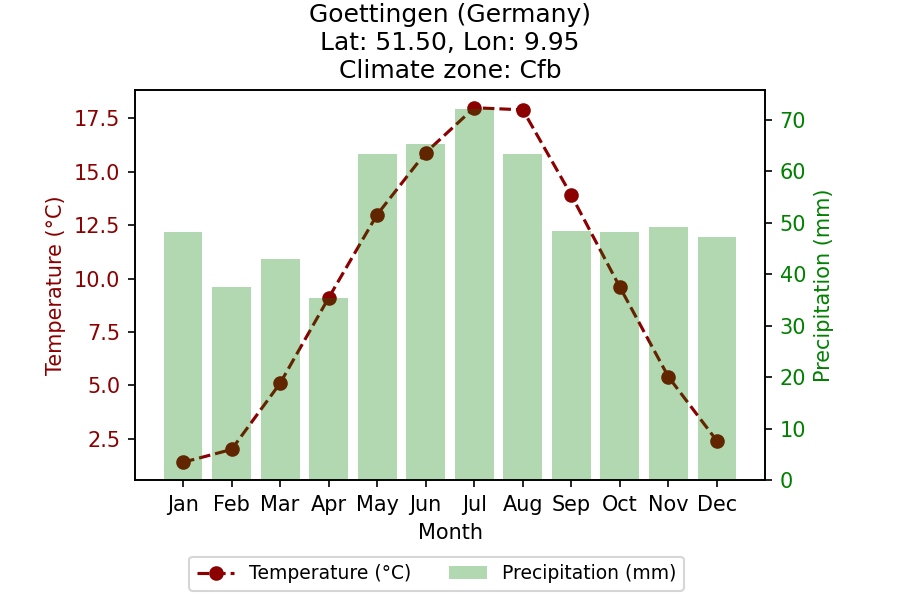 Goettingen (Germany)
Lat: 51.50, Lon: 9.95
Climate zone: Cfb
Temperature (°C)
17.5
15.0
12.5
10.0
7.5
5.0
2.5
70
60
50
40
30
20
10
0
Precipitation (mm)
Jan Feb Mar Apr May Jun Jul Aug Sep Oct Nov Dec
Month
Temperature (°C) Precipitation (mm)